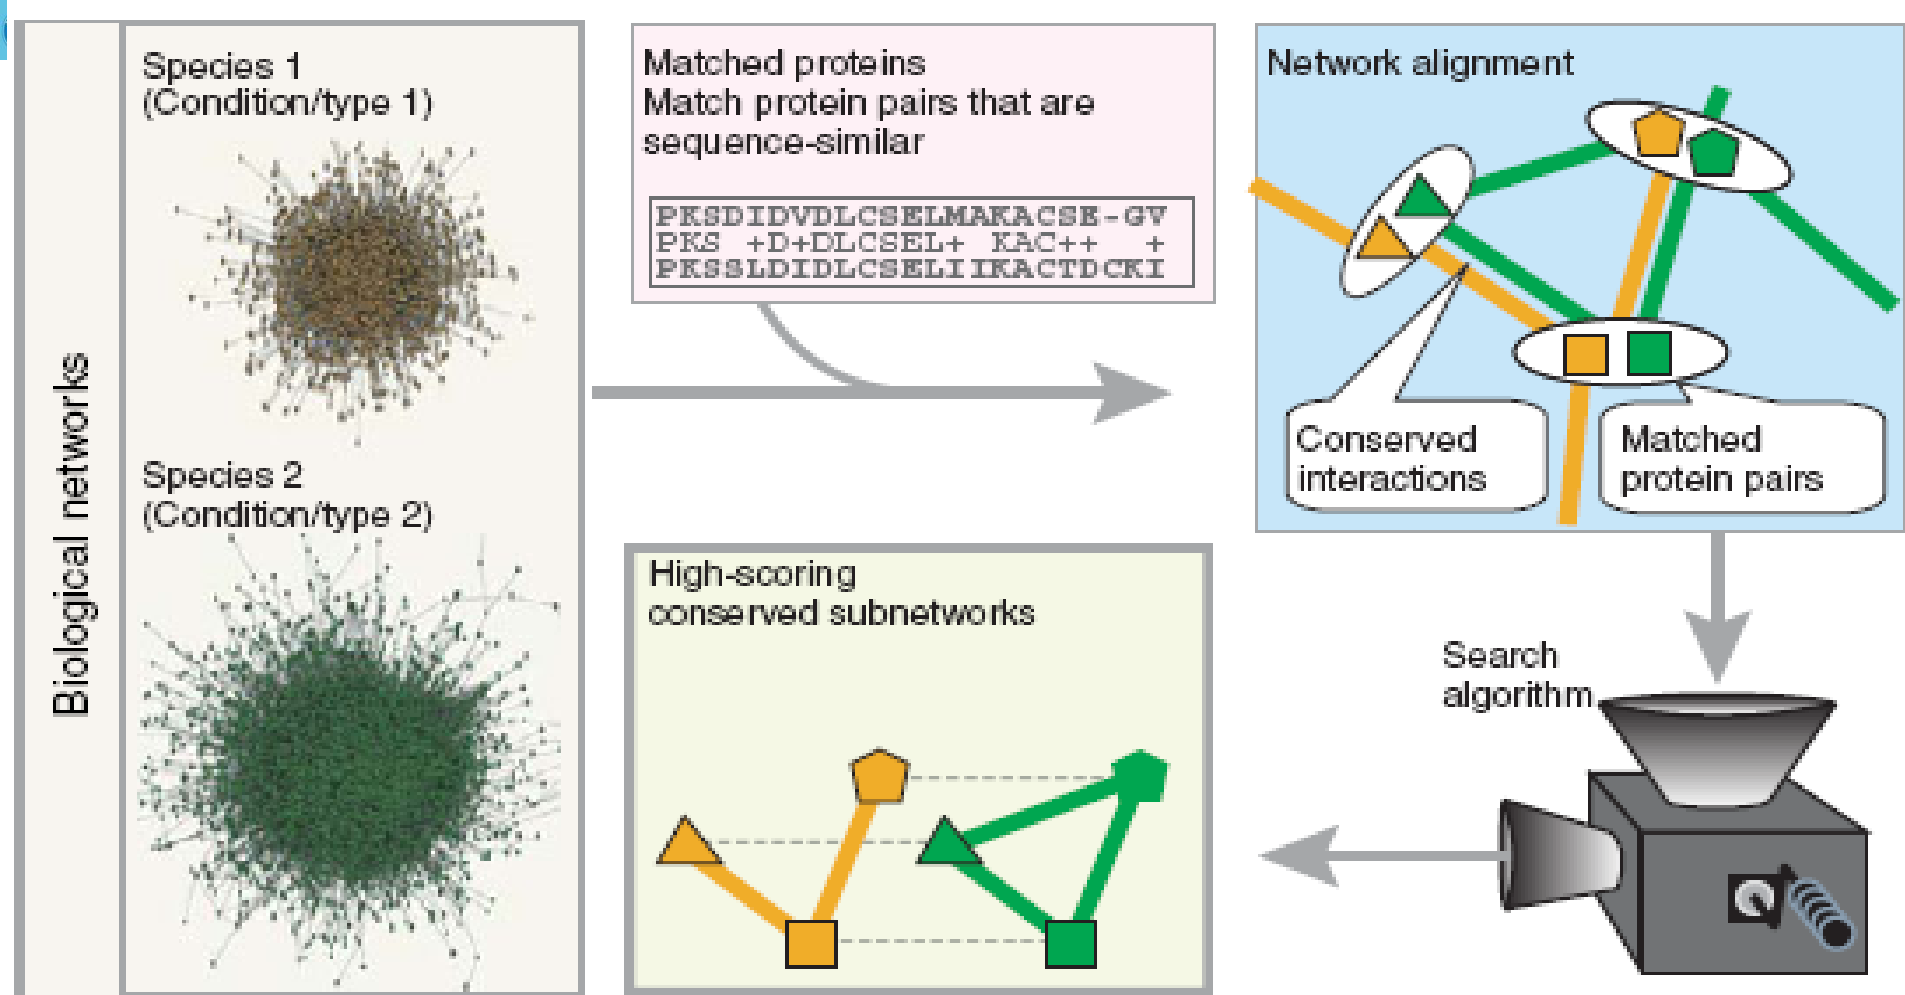 Biological networks
Species 1
(Condition/type 1)
Species 2
(Condition/type 2)
Matched proteins
Match protein pairs that are
sequence-similar
PKSDIDVDLCSELMAKACSE-GV
PKS +D+DLCSEL+ KAC++ +
PKSSLDIDLCSELIIKACTDCKI
Network alignment
Conserved
interactions
Matched
protein pairs
Search
algorithm
High-scoring
conserved subnetworks